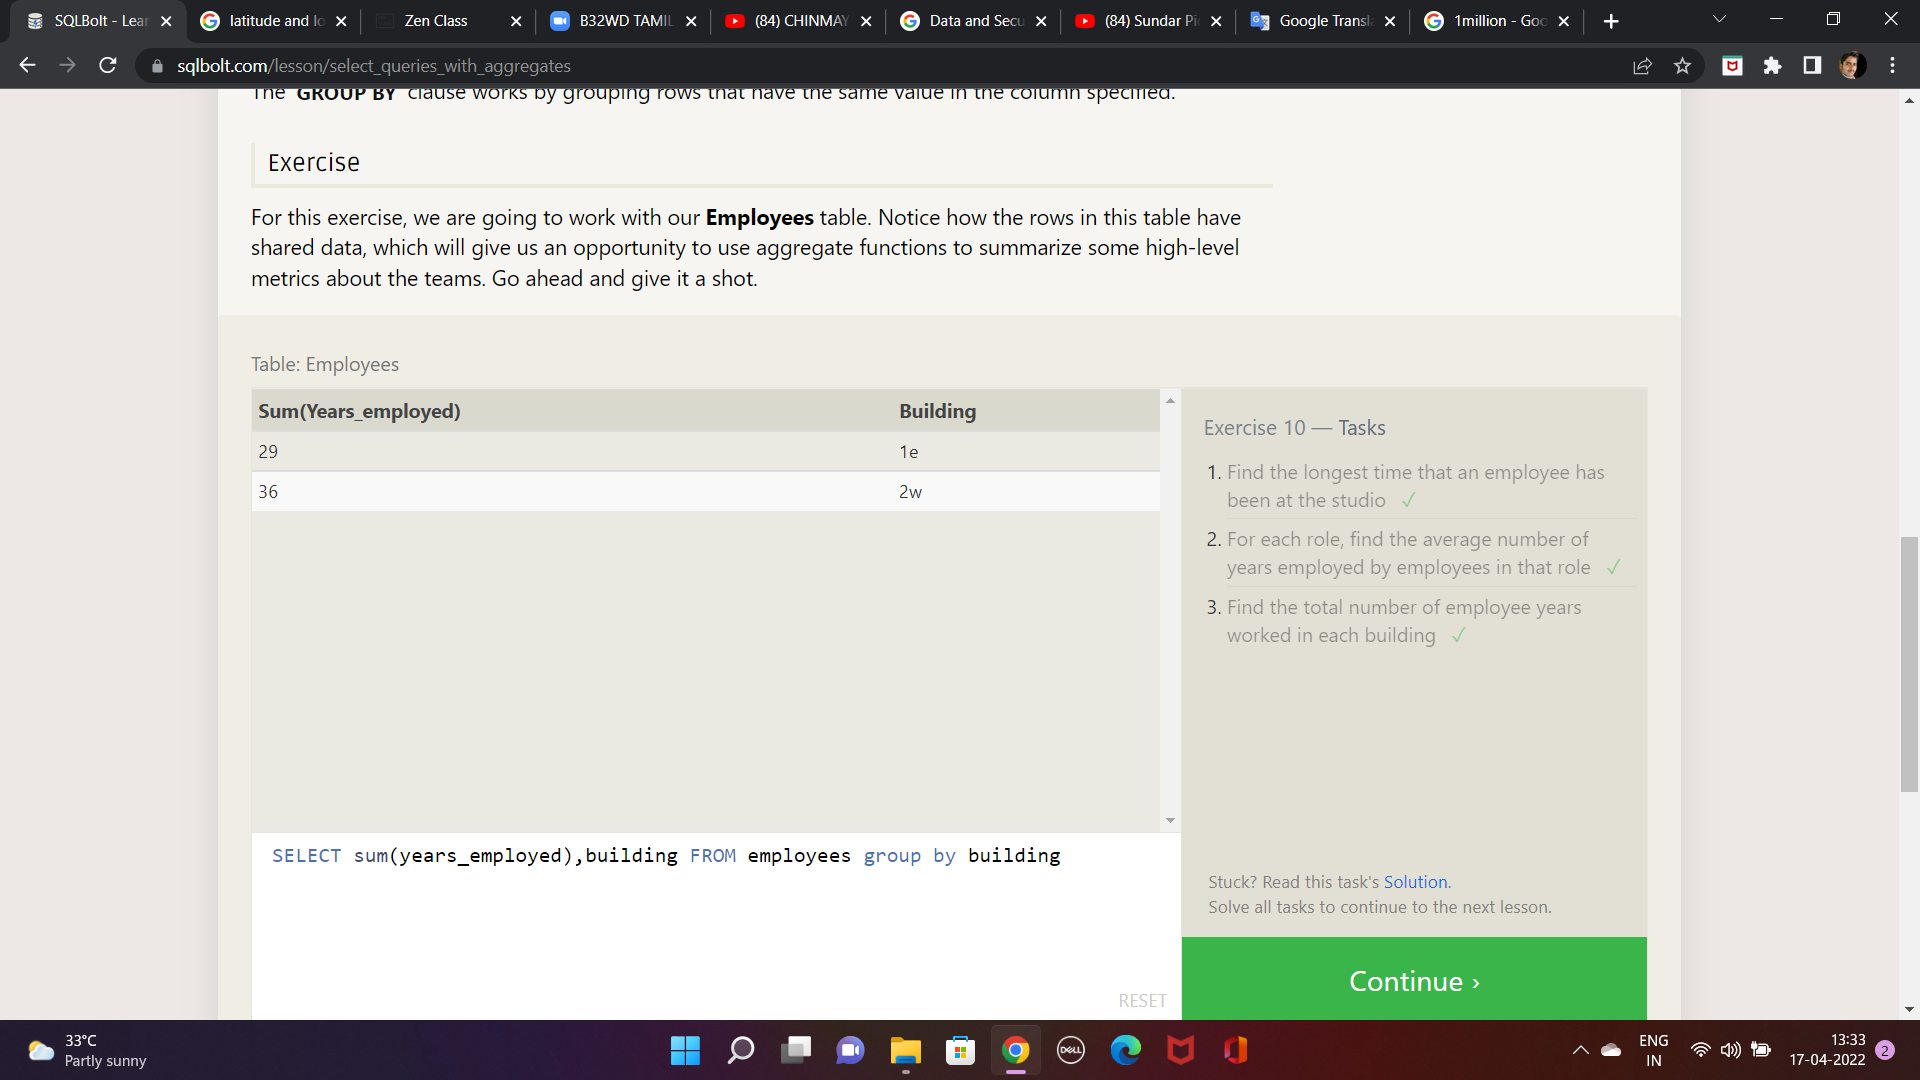 SQLBolt - Lear
latitude and lo
Zen Class
B32WD TAMIL
(84) CHINMAY
Data and Secu
(84) Sundar Pi
Google Transl
1million - Goo
sqlbolt.com/lesson/select_queries_with_aggregates
The GROUP BY clause works by grouping rows that have the same value in the column specified.
Exercise
For this exercise, we are going to work with our Employees table. Notice how the rows in this table have
shared data, which will give us an opportunity to use aggregate functions to summarize some high-level
metrics about the teams. Go ahead and give it a shot.
Table: Employees
Sum(Years_employed) Building
29 1e
36 2w
SELECT sum(years_employed),building FROM employees group by building
RESET
Exercise 10 — Tasks
1. Find the longest time that an employee has
been at the studio ✓
2. For each role, find the average number of
years employed by employees in that role ✓
3. Find the total number of employee years
worked in each building ✓
Stuck? Read this task's Solution.
Solve all tasks to continue to the next lesson.
Continue ›
33°C
Partly sunny
DELL
ENG
IN
13:33
17-04-2022
2